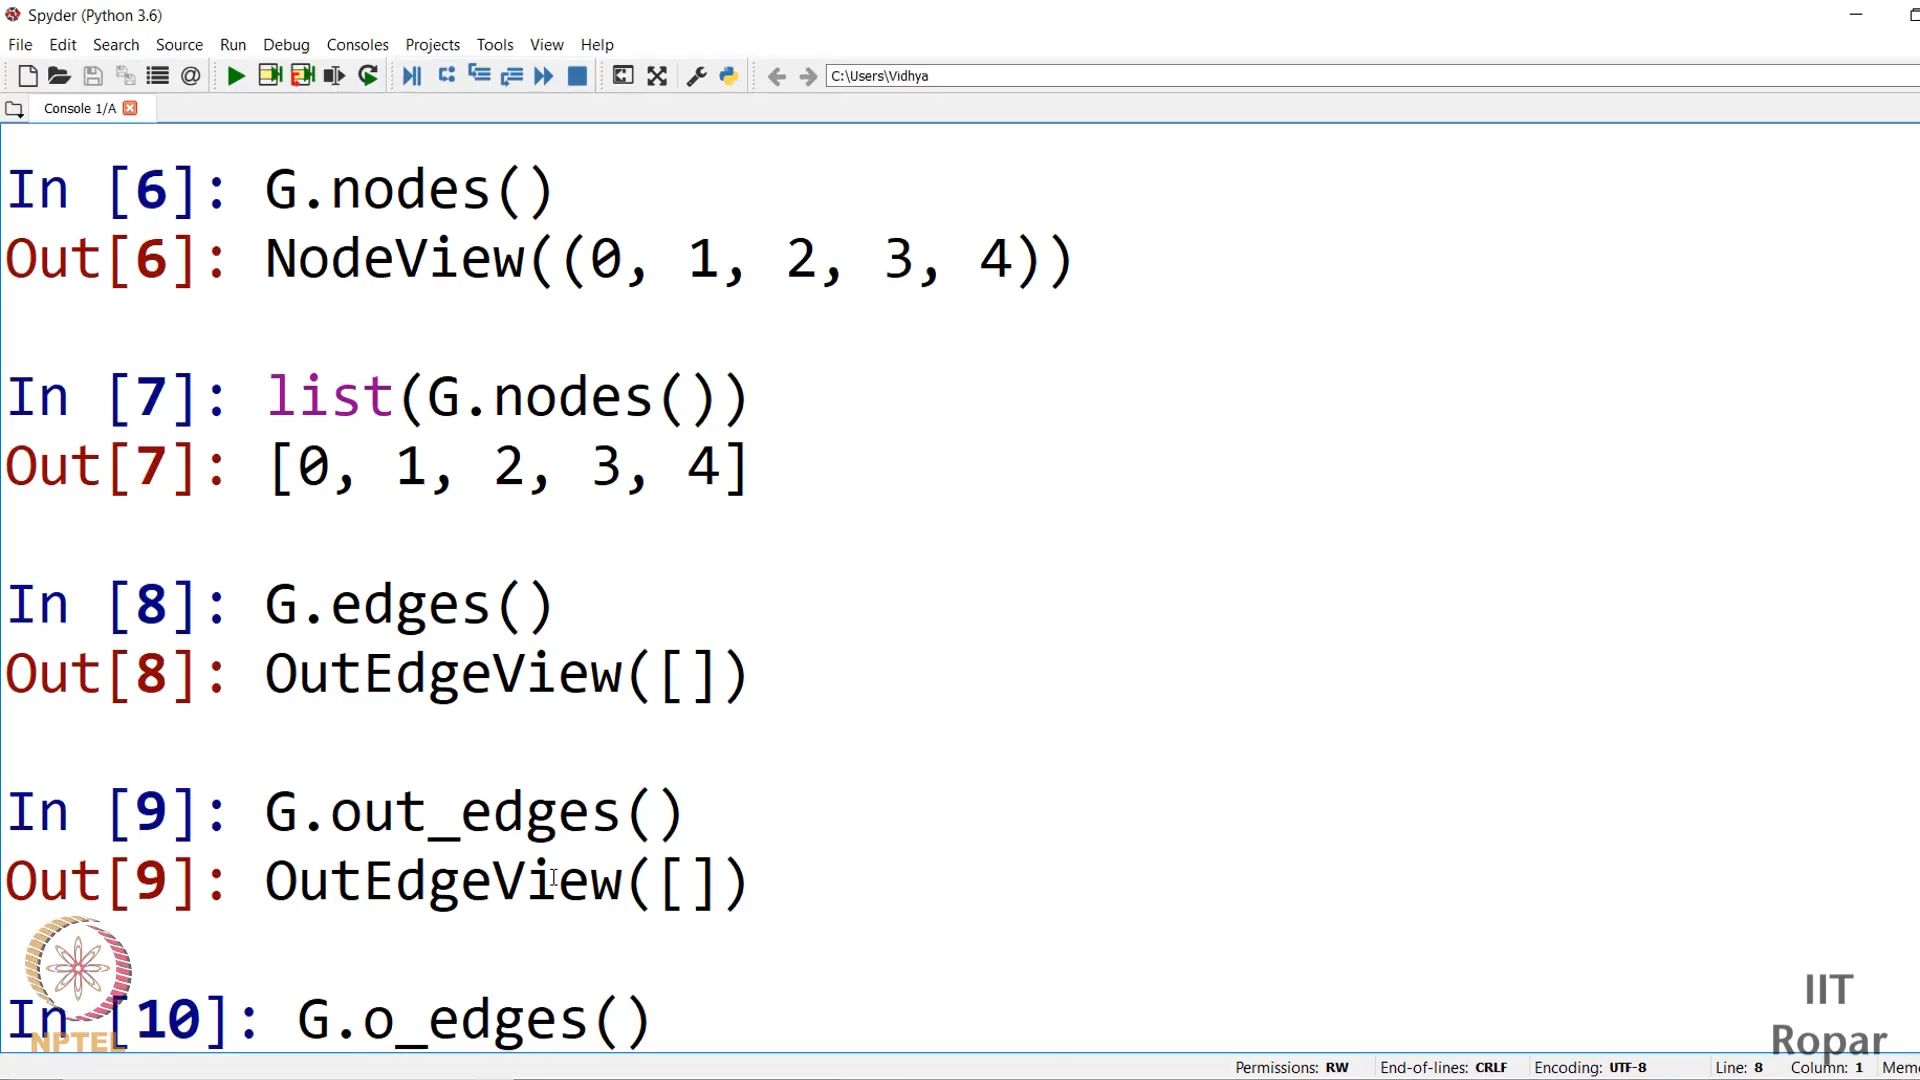 Spyder (Python 3.6)
File Edit Search Source Run Debug Consoles Projects Tools View Help
C:\Users\Vidhya
Console 1/A
In [6]: G.nodes()
Out[6]: NodeView((0, 1, 2, 3, 4))
In [7]: list(G.nodes())
Out[7]: [0, 1, 2, 3, 4]
In [8]: G.edges()
Out[8]: OutEdgeView([])
In [9]: G.out_edges()
Out[9]: OutEdgeView([])
In [10]: G.o_edges()
NPTEL
IIT
Ropar
Permissions: RW End-of-lines: CRLF Encoding: UTF-8 Line: 8 Column: 1 Mem